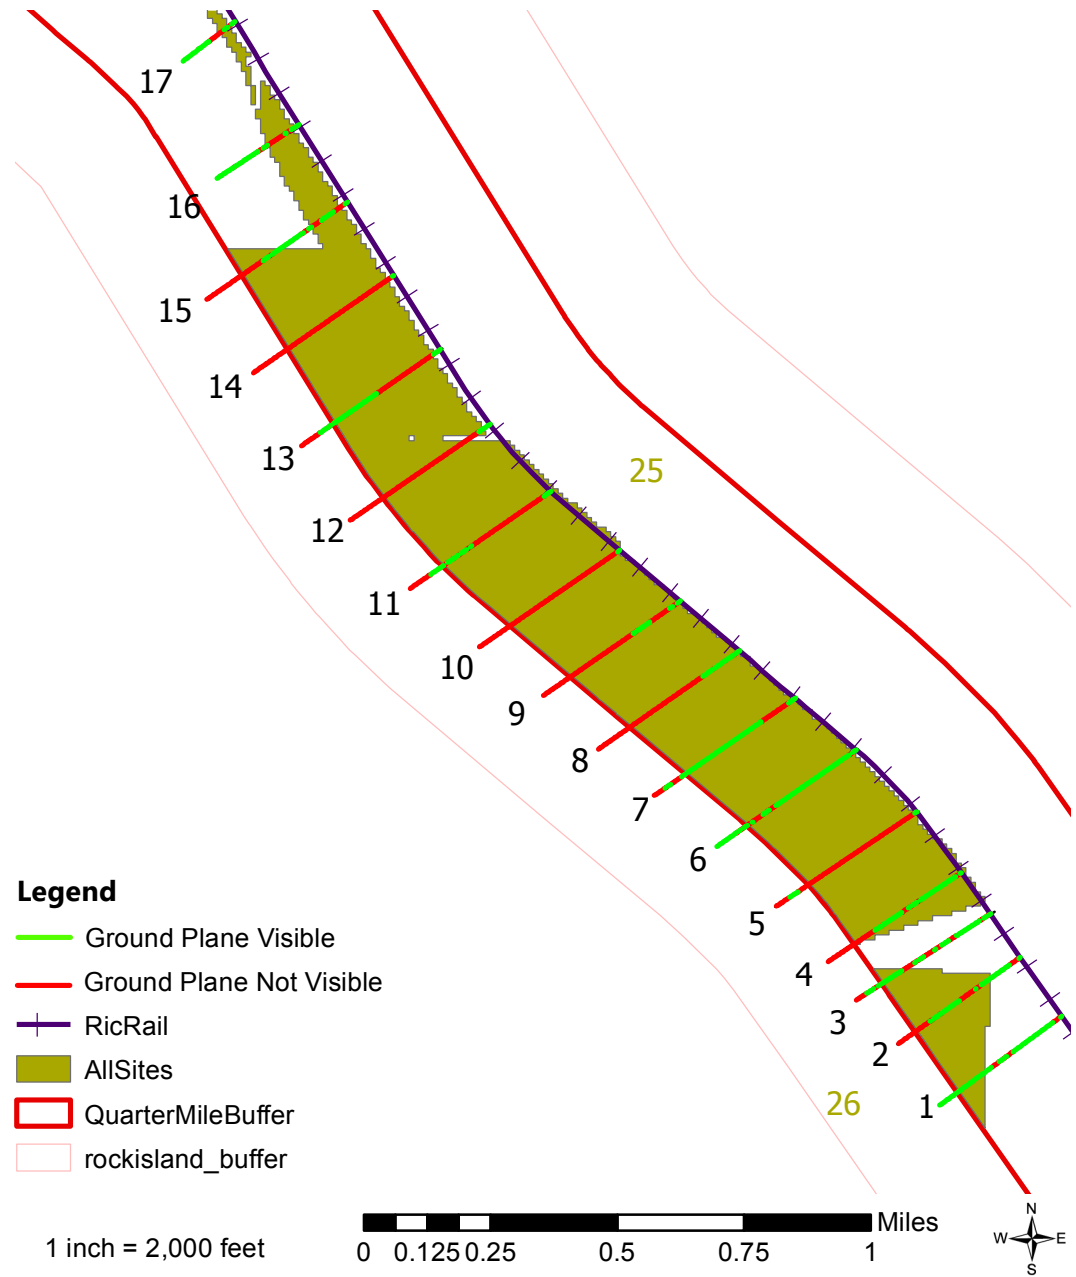 17
16
15
14
13
25
12
11
10
9
8
7
6
5
4
3
2
1
26
Legend
Ground Plane Visible
Ground Plane Not Visible
RicRail
AllSites
QuarterMileBuffer
rockisland_buffer
1 inch = 2,000 feet
Miles
0 0.125 0.25 0.5 0.75 1
N
W E
S